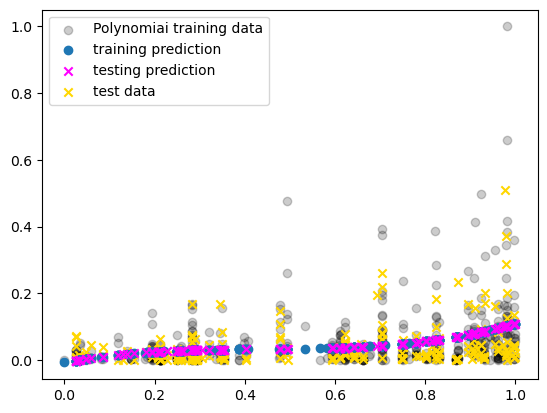 Polynomiai training data
training prediction
testing prediction
test data
1.0
0.8
0.6
0.4
0.2
0.0
0.0 0.2 0.4 0.6 0.8 1.0